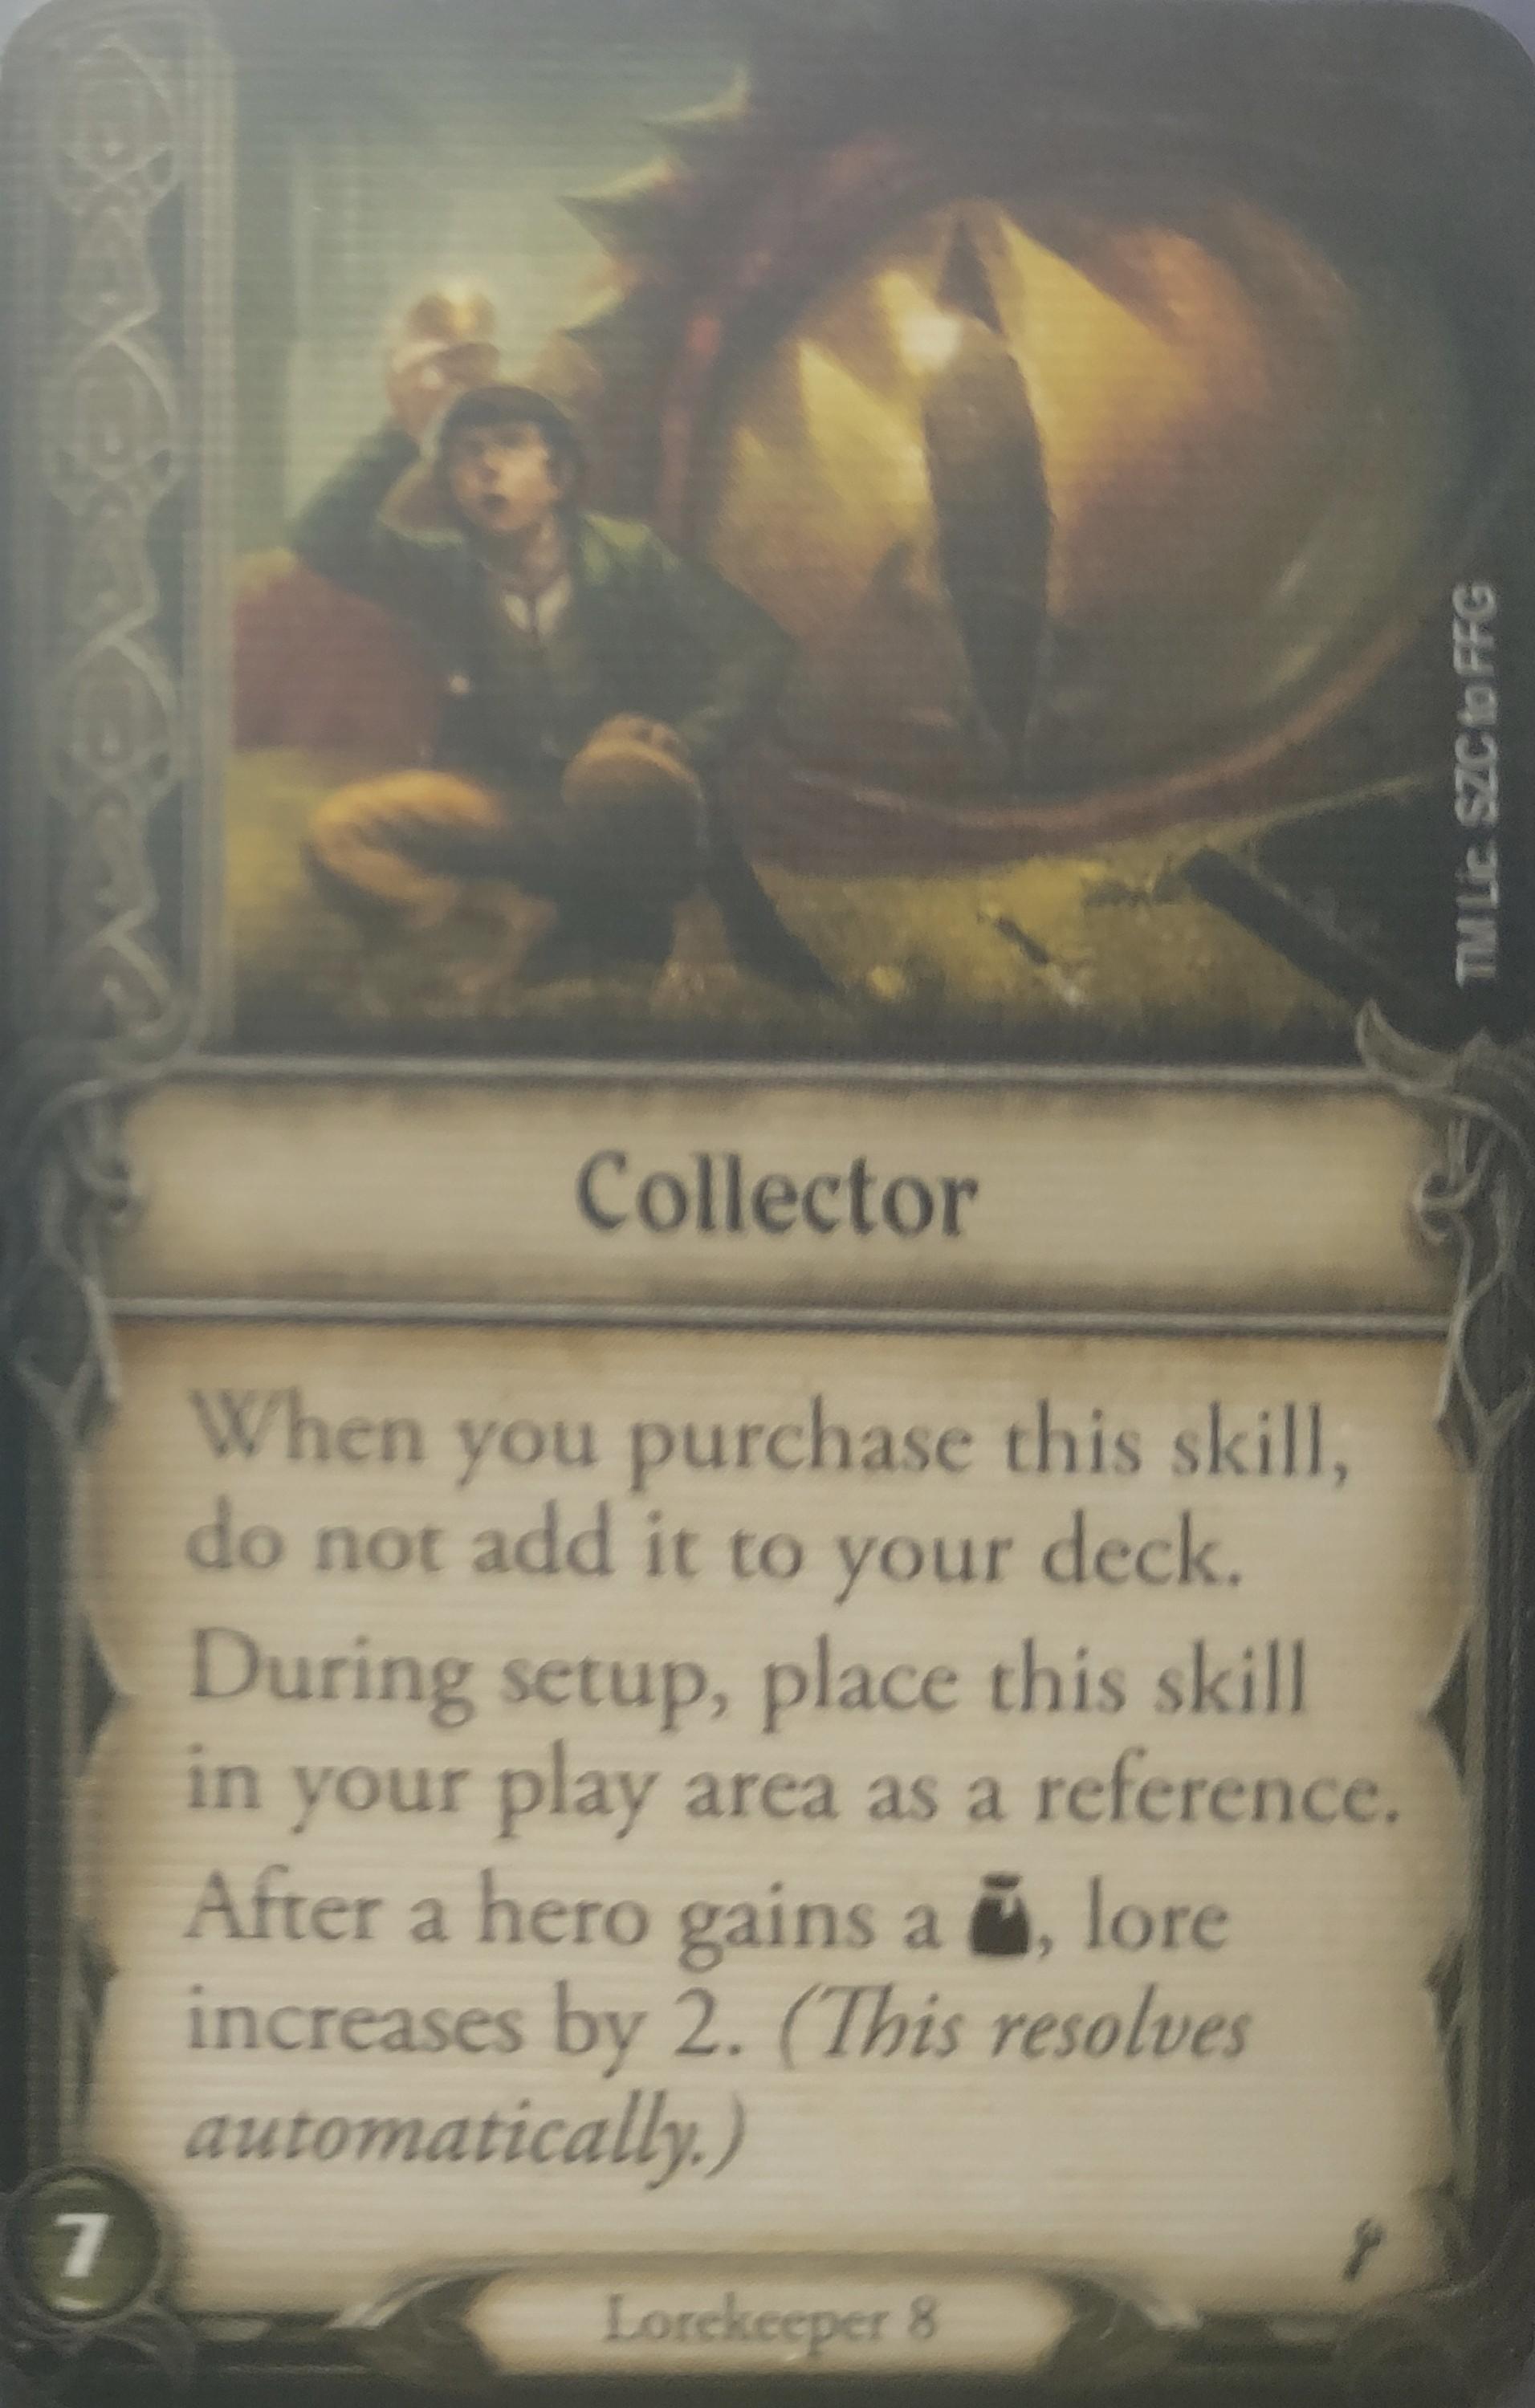 TM Lic. SZC to FFG
Collector
When you purchase this skill,
do not add it to your deck.
During setup, place this skill
in your play area as a reference.
After a hero gains a , lore
increases by 2. (This resolves
automatically.)
7
Lorekeeper 8